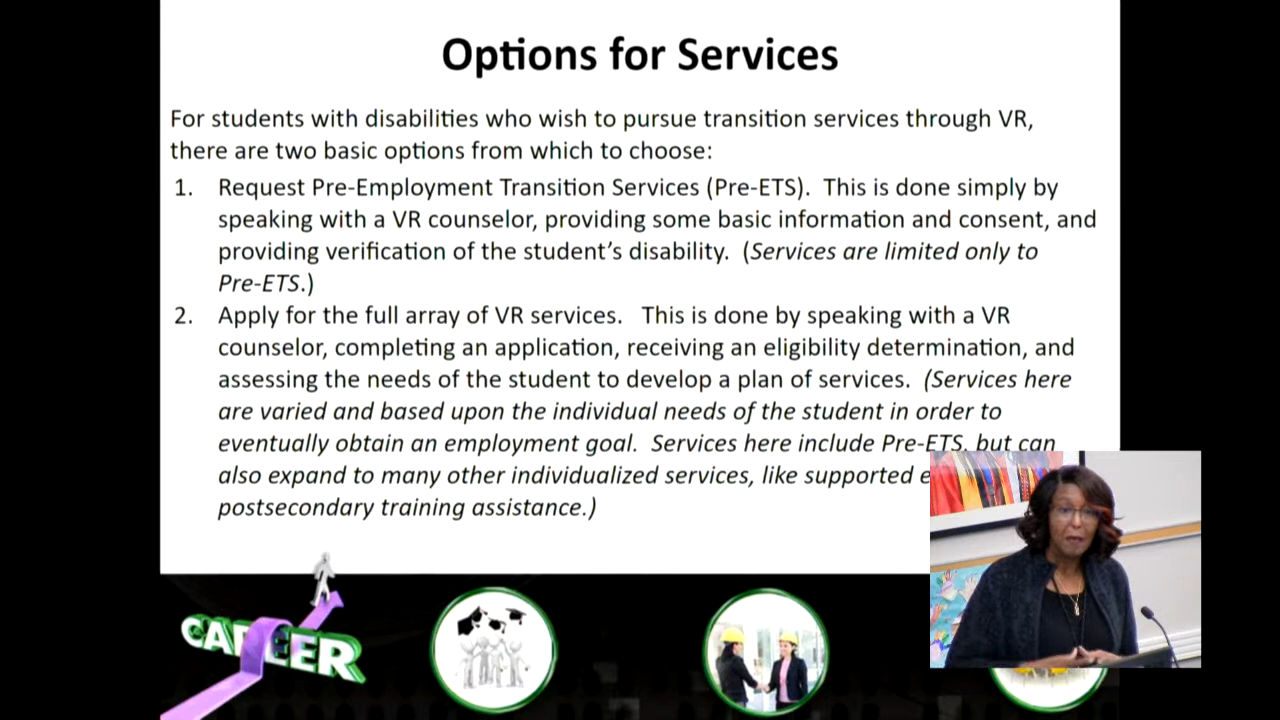 Options for Services
For students with disabilities who wish to pursue transition services through VR,
there are two basic options from which to choose:
1. Request Pre-Employment Transition Services (Pre-ETS). This is done simply by
speaking with a VR counselor, providing some basic information and consent, and
providing verification of the student's disability. (Services are limited only to
Pre-ETS.)
2. Apply for the full array of VR services. This is done by speaking with a VR
counselor, completing an application, receiving an eligibility determination, and
assessing the needs of the student to develop a plan of services. (Services here
are varied and based upon the individual needs of the student in order to
eventually obtain an employment goal. Services here include Pre-ETS, but can
also expand to many other individualized services, like supported
postsecondary training assistance.)
CAREER